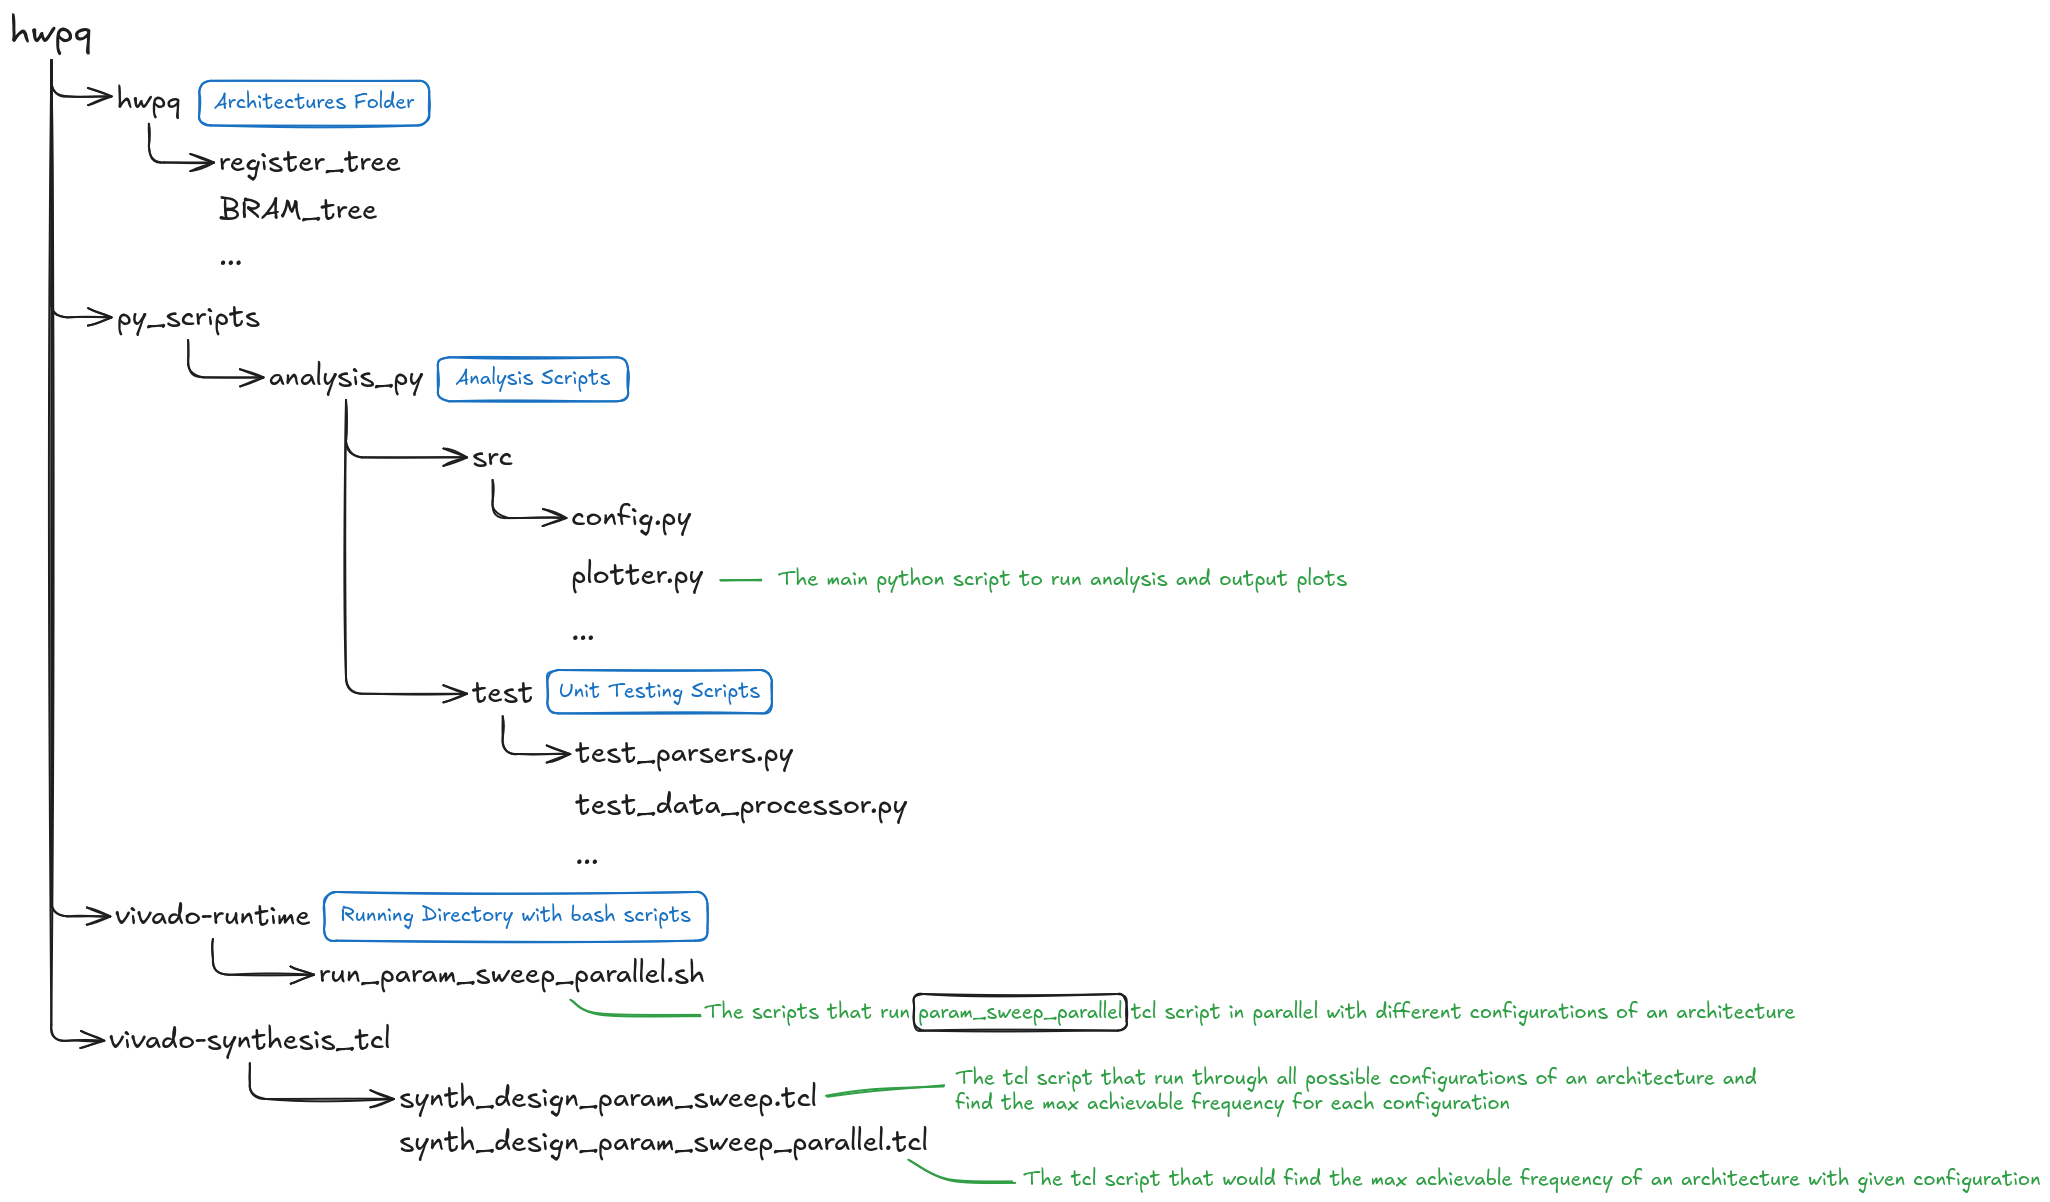 hwpq
hwpq Architectures Folder
register_tree
BRAM_tree
...
py_scripts
analysis_py Analysis Scripts
src
config.py
plotter.py The main python script to run analysis and output plots
...
test Unit Testing Scripts
test_parsers.py
test_data_processor.py
...
vivado-runtime Running Directory with bash scripts
run_param_sweep_parallel.sh
The scripts that run param_sweep_parallel tcl script in parallel with different configurations of an architecture
vivado-synthesis_tcl
synth_design_param_sweep.tcl
The tcl script that run through all possible configurations of an architecture and
find the max achievable frequency for each configuration
synth_design_param_sweep_parallel.tcl
The tcl script that would find the max achievable frequency of an architecture with given configuration